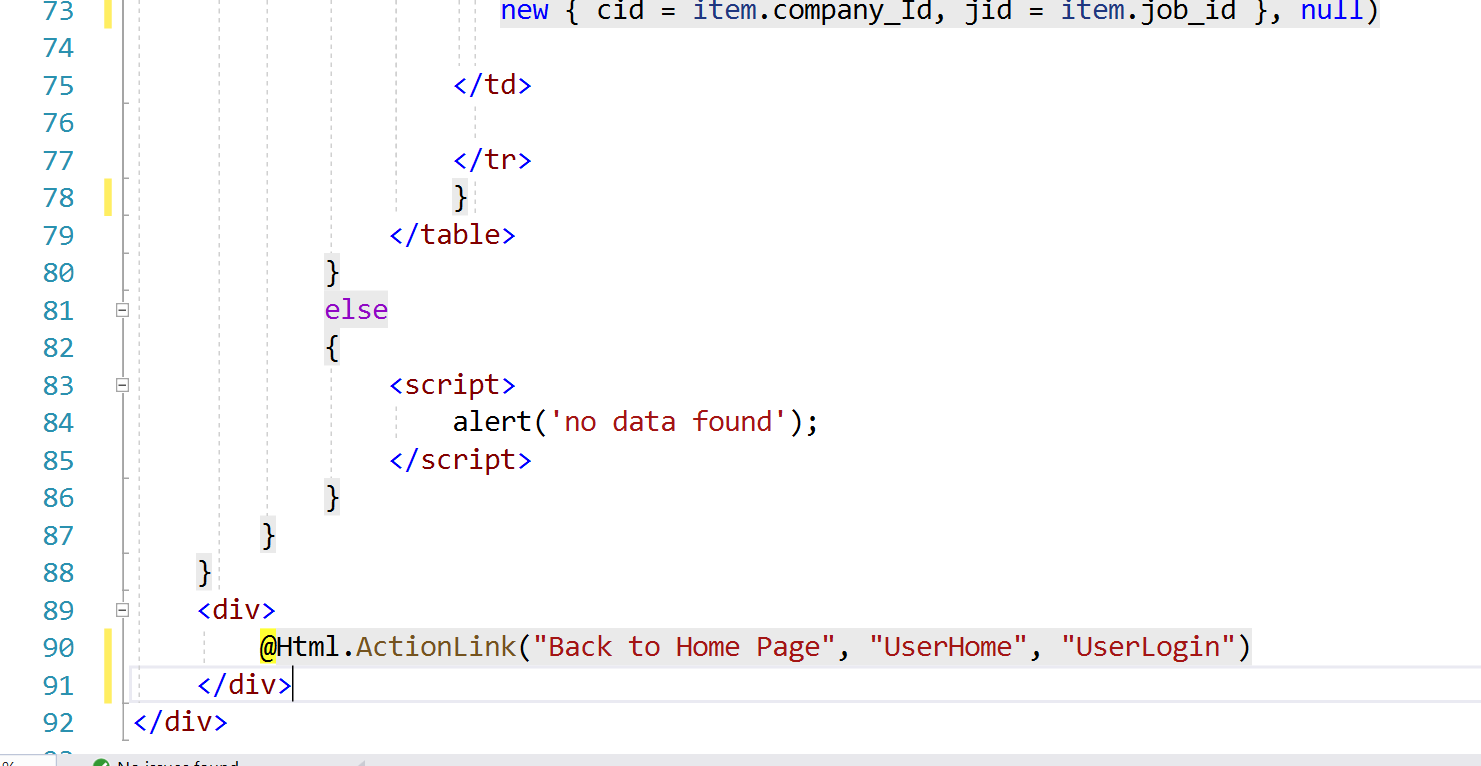 73 new { cid = item.company_Id, jid = item.job_id }, null)
74
75 </td>
76
77 </tr>
78 }
79 </table>
80 }
81 else
82 {
83 <script>
84 alert('no data found');
85 </script>
86 }
87 }
88 }
89 <div>
90 @Html.ActionLink("Back to Home Page", "UserHome", "UserLogin")
91 </div>
92 </div>
% No issues found